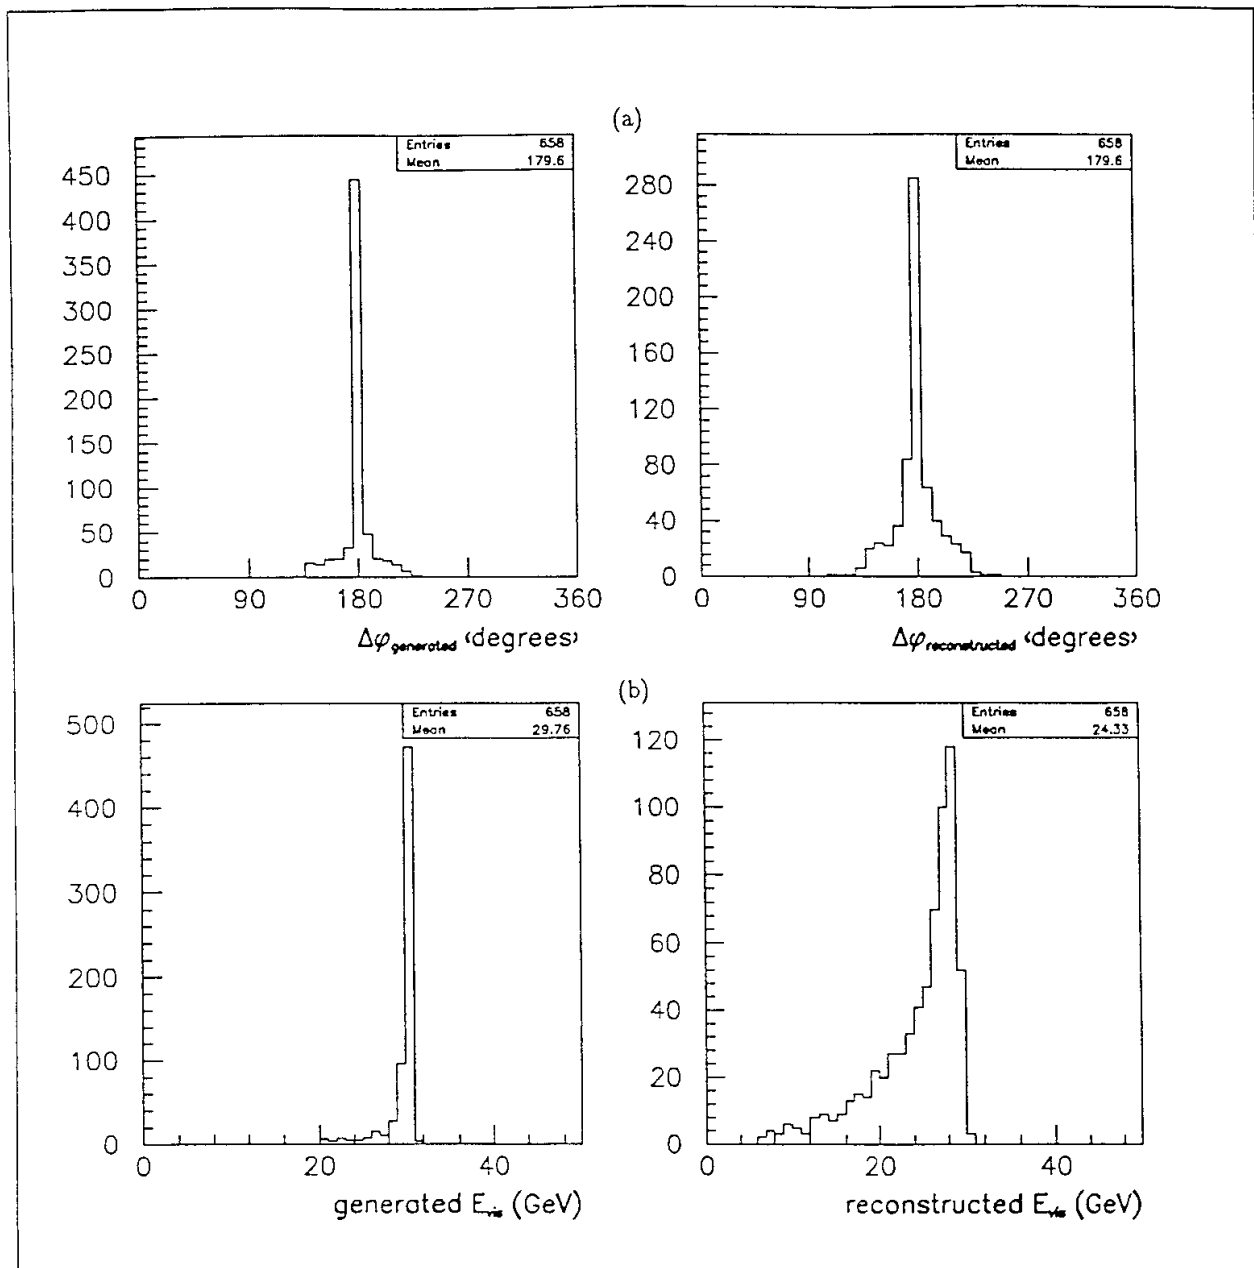 (a)
Entries 658
Mean 179.6
450
400
350
300
250
200
150
100
50
0
0 90 180 270 360
Δφgenerated ‹degrees›
Entries 658
Mean 179.6
280
240
200
160
120
80
40
0
0 90 180 270 360
Δφreconstructed ‹degrees›
(b)
Entries 658
Mean 29.76
500
400
300
200
100
0
0 20 40
generated Evis (GeV)
Entries 658
Mean 24.33
120
100
80
60
40
20
0
0 20 40
reconstructed Evis (GeV)